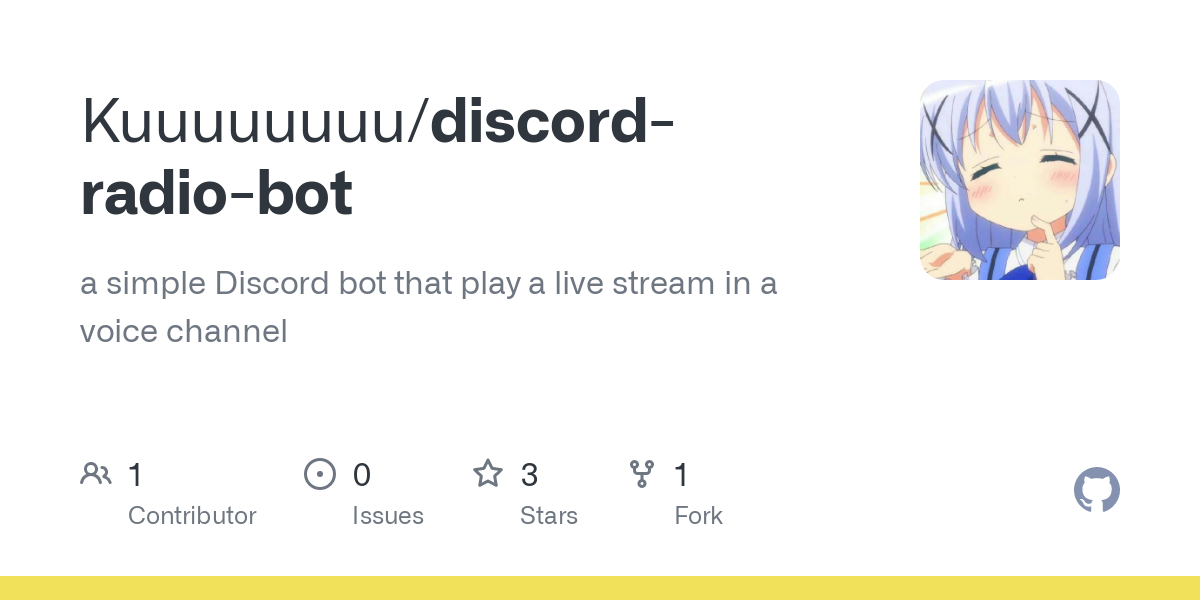 Kuuuuuuuu/discord-
radio-bot
a simple Discord bot that play a live stream in a
voice channel
1 0 3 1
Contributor Issues Stars Fork